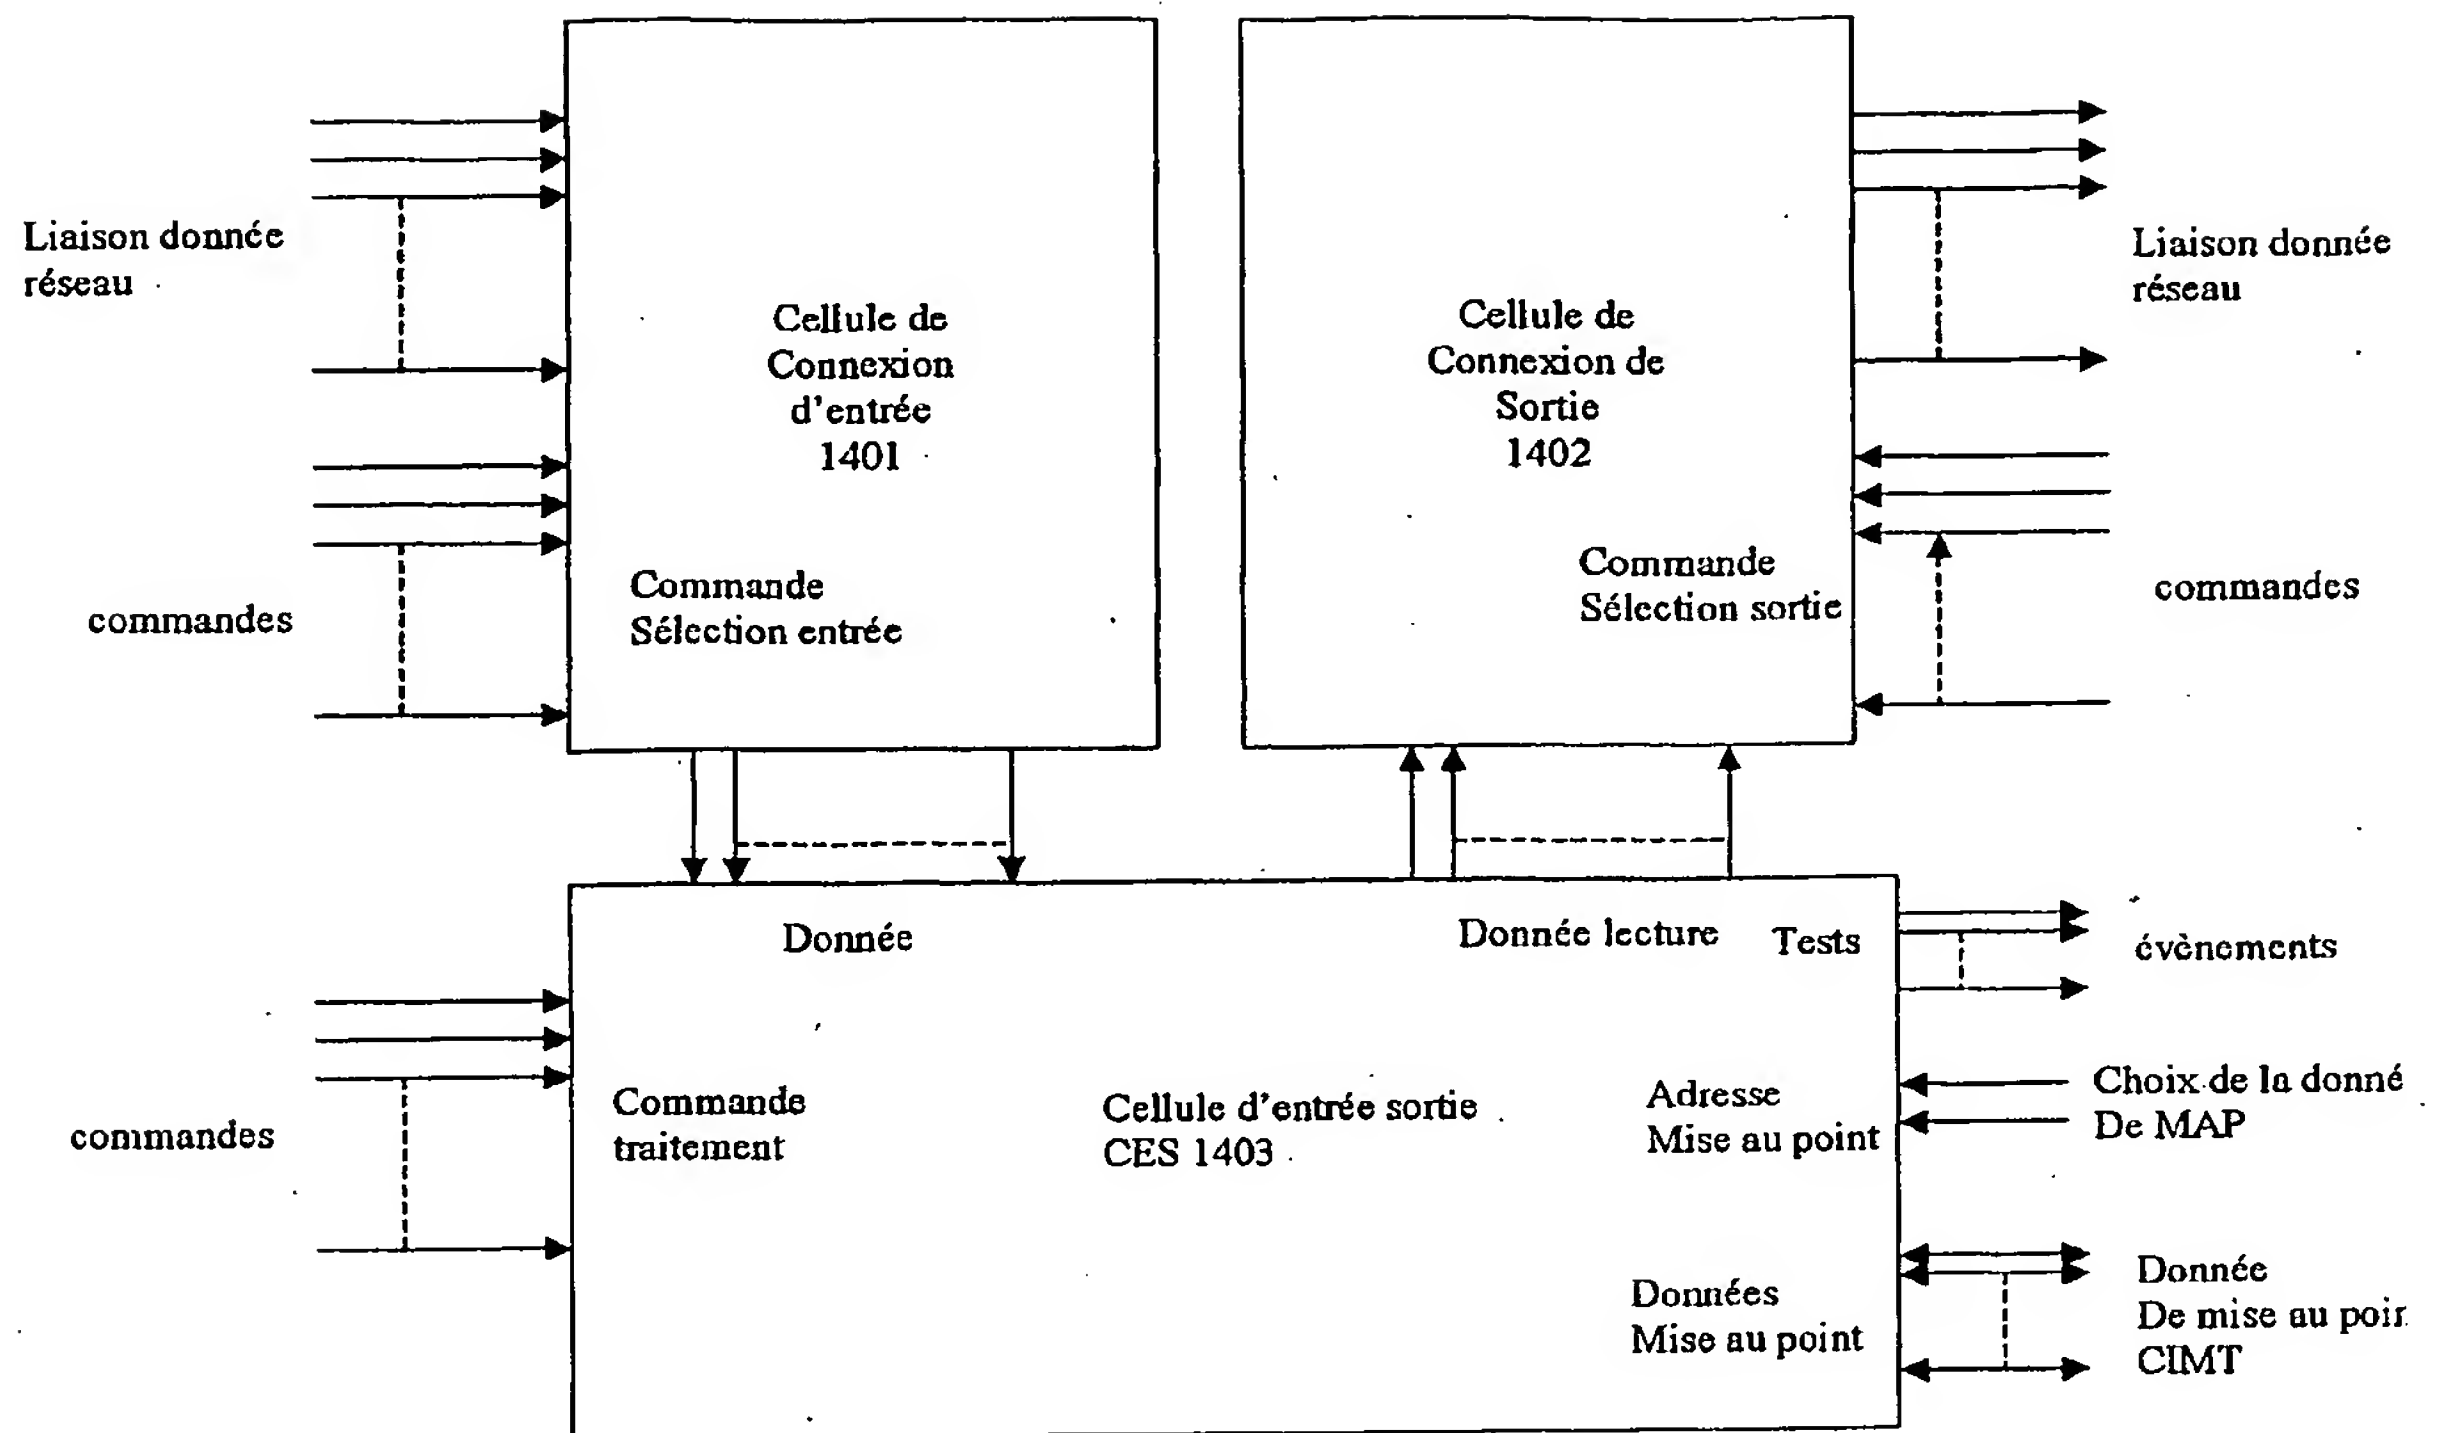 Liaison donnée
réseau
Cellule de
Connexion
d'entrée
1401
Commande
Sélection entrée
commandes
Cellule de
Connexion de
Sortie
1402
Commande
Sélection sortie
Liaison donnée
réseau
commandes
Donnée
Donnée lecture
Tests
évènements
commandes
Commande
traitement
Cellule d'entrée sortie
CES 1403
Adresse
Mise au point
Choix de la donné
De MAP
Données
Mise au point
Donnée
De mise au poir
CIMT